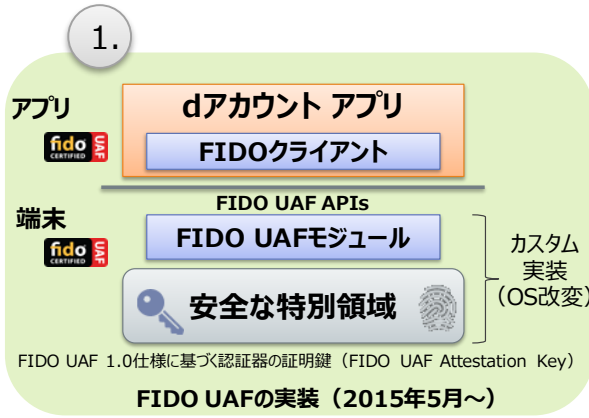 1.
アプリ
dアカウント アプリ
fido CERTIFIED UAF
FIDOクライアント
FIDO UAF APIs
端末
fido CERTIFIED UAF
FIDO UAFモジュール
カスタム
実装
(OS改変)
安全な特別領域
FIDO UAF 1.0仕様に基づく認証器の証明鍵(FIDO UAF Attestation Key)
FIDO UAFの実装(2015年5月~)